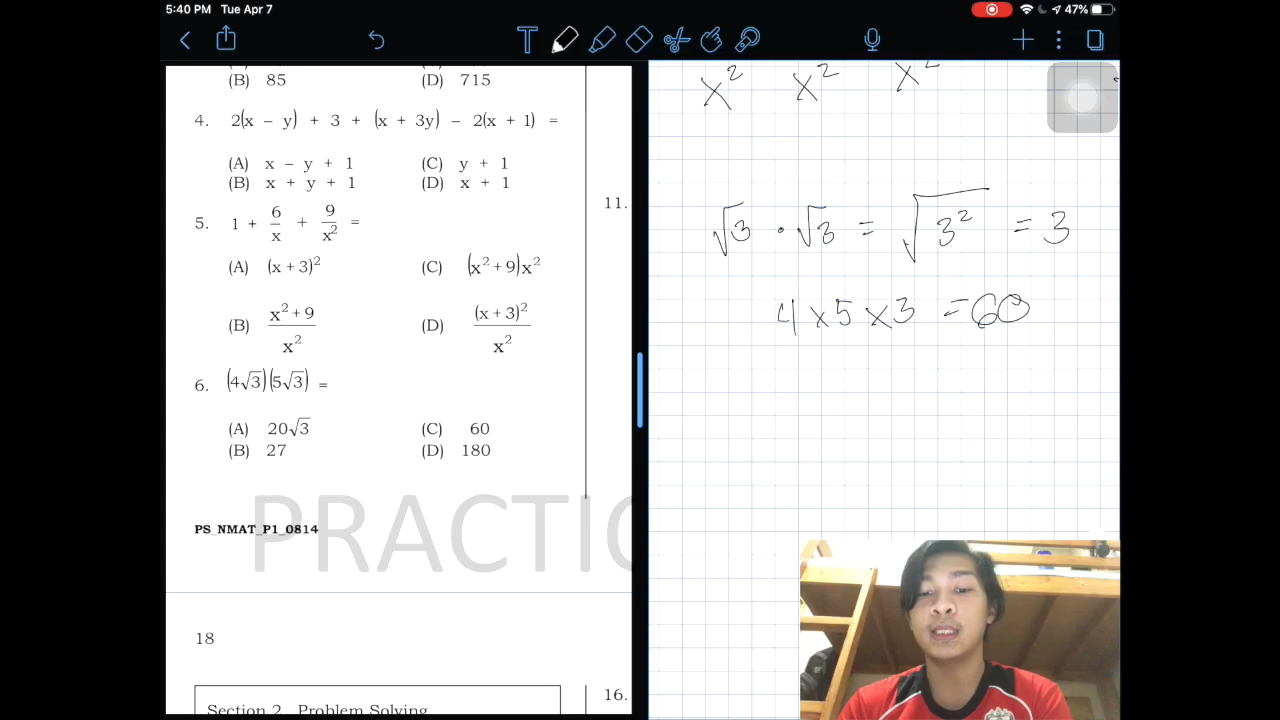 5:40 PM Tue Apr 7
47%
(B) 85 (D) 715
4. 2(x – y) + 3 + (x + 3y) – 2(x + 1) =
(A) x – y + 1 (C) y + 1
(B) x + y + 1 (D) x + 1
5. 1 + 6/x + 9/x² =
(A) (x + 3)² (C) (x² + 9)x²
(B) x² + 9 / x² (D) (x + 3)² / x²
6. (4√3)(5√3) =
(A) 20√3 (C) 60
(B) 27 (D) 180
PRACTIC
PS_NMAT_P1_0814
18
Section 2. Problem Solving
11.
16.
x² x² x²
√3 · √3 = √3² = 3
4 x 5 x 3 = 60